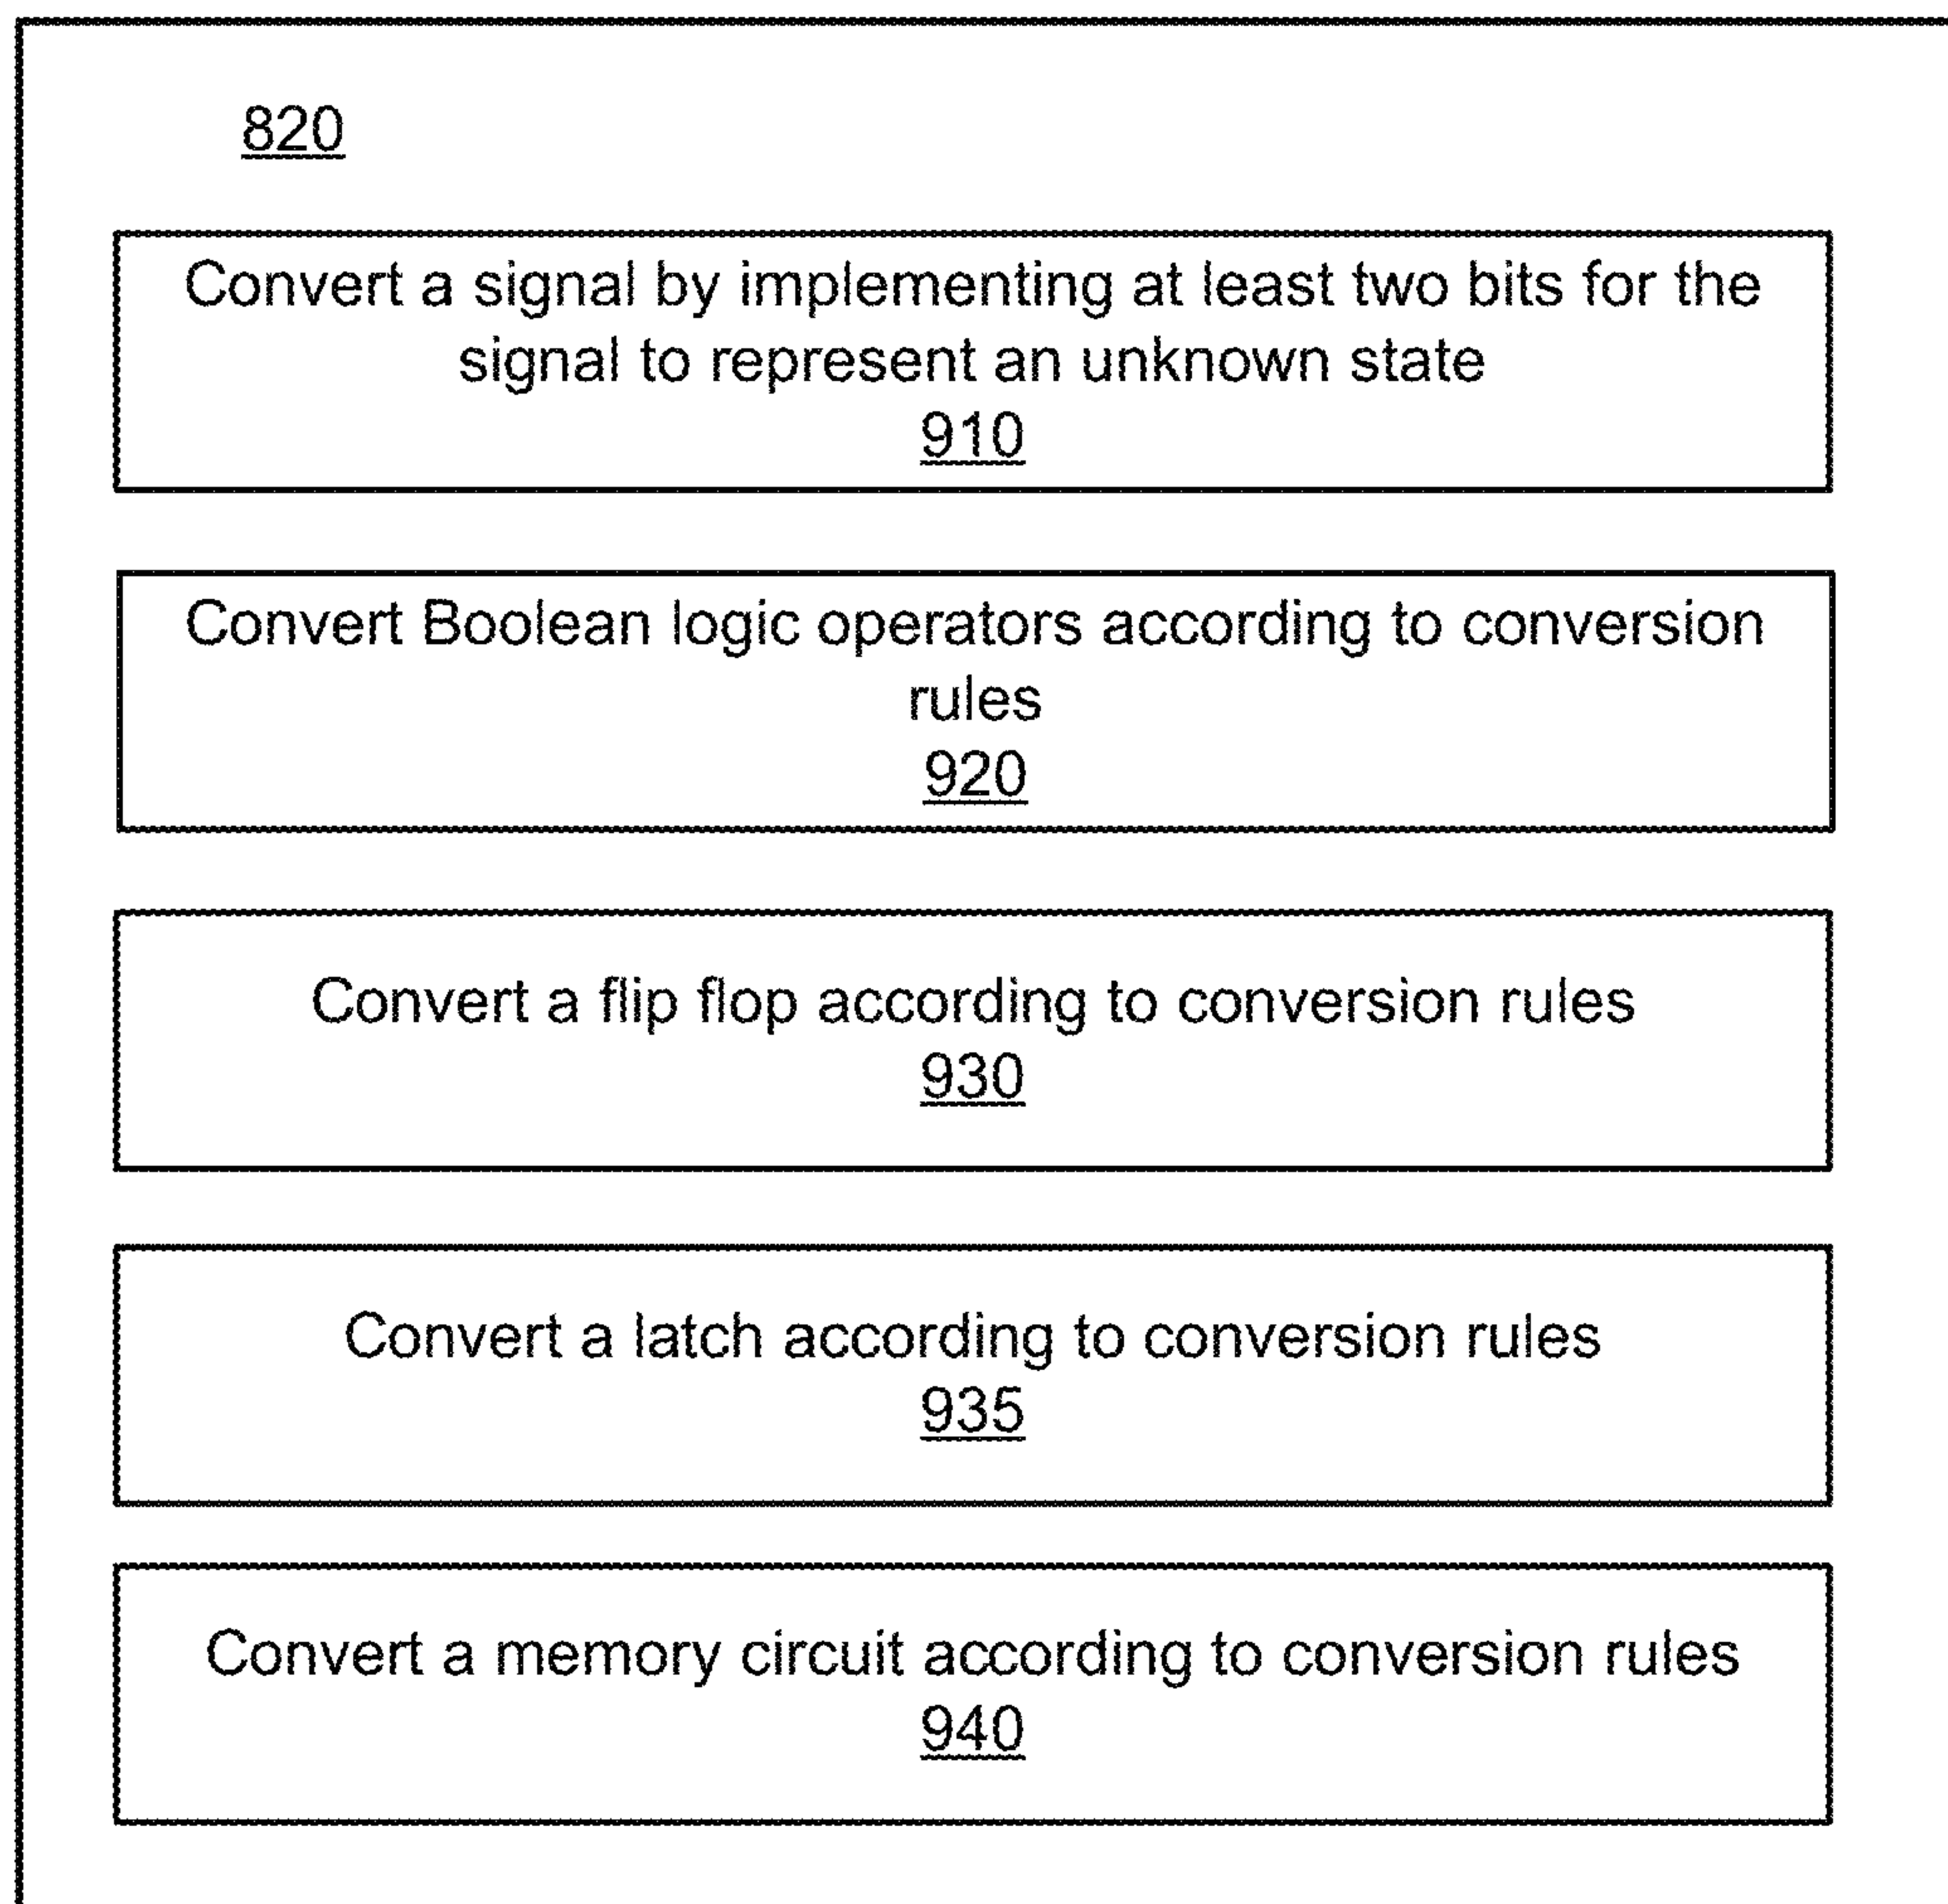 820
Convert a signal by implementing at least two bits for the
signal to represent an unknown state
910
Convert Boolean logic operators according to conversion
rules
920
Convert a flip flop according to conversion rules
930
Convert a latch according to conversion rules
935
Convert a memory circuit according to conversion rules
940